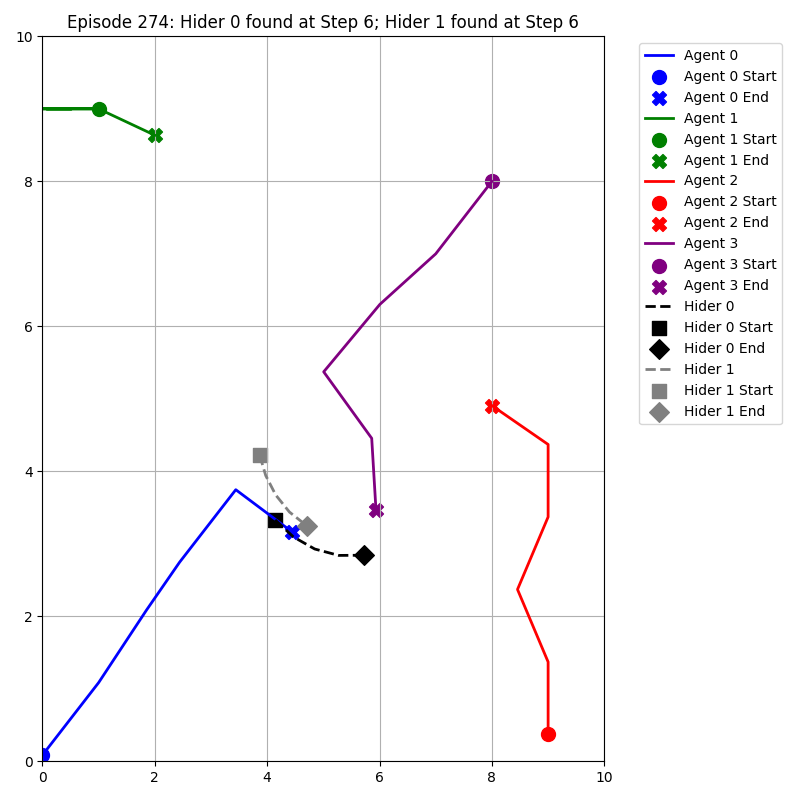 Episode 274: Hider 0 found at Step 6; Hider 1 found at Step 6
10
8
6
4
2
0
0 2 4 6 8 10
Agent 0
Agent 0 Start
Agent 0 End
Agent 1
Agent 1 Start
Agent 1 End
Agent 2
Agent 2 Start
Agent 2 End
Agent 3
Agent 3 Start
Agent 3 End
Hider 0
Hider 0 Start
Hider 0 End
Hider 1
Hider 1 Start
Hider 1 End